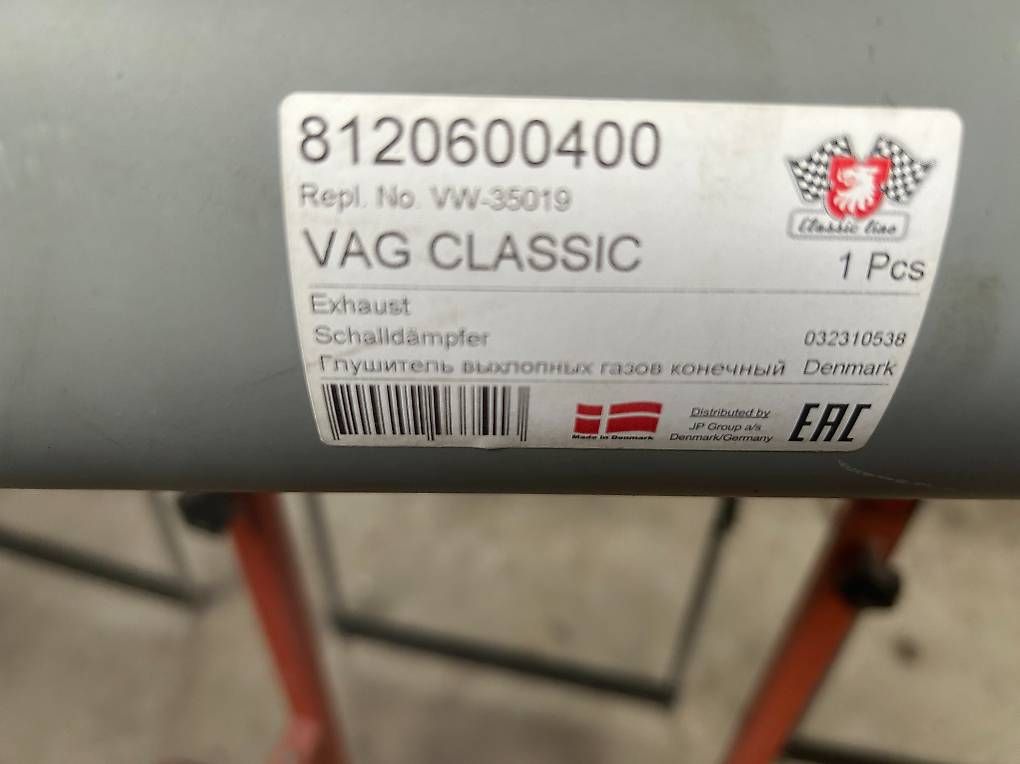 8120600400
Repl. No. VW-35019
VAG CLASSIC
Classic line
1 Pcs
Exhaust
Schalldämpfer
032310538
Глушитель выхлопных газов конечный
Denmark
Made in Denmark
Distributed by
JP Group a/s
Denmark/Germany
EAC